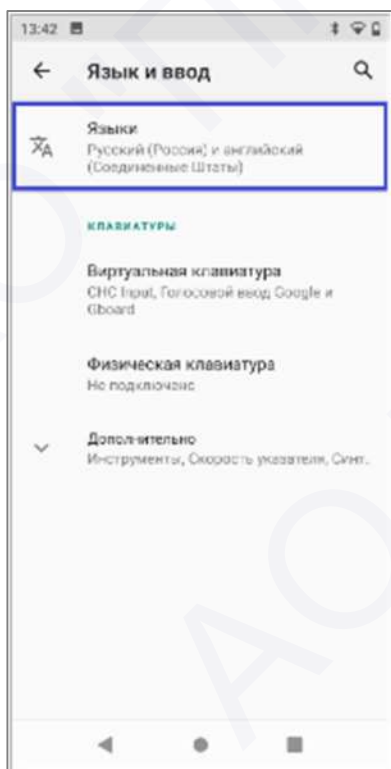 13:42
Язык и ввод
Языки
Русский (Россия) и английский
(Соединенные Штаты)
КЛАВИАТУРЫ
Виртуальная клавиатура
CHC Input, Голосовой ввод Google и
Gboard
Физическая клавиатура
Не подключено
Дополнительно
Инструменты, Скорость указателя, Синт..